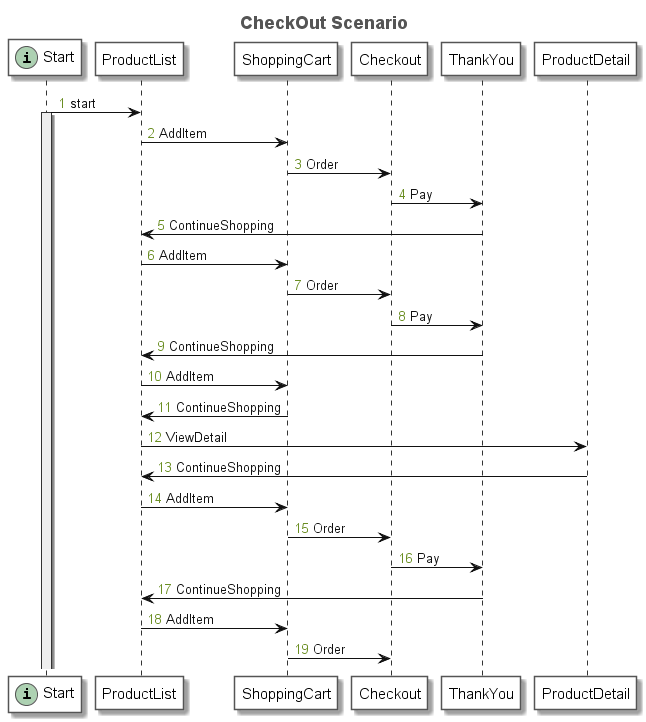 CheckOut Scenario
i Start ProductList ShoppingCart Checkout ThankYou ProductDetail
1 start
2 AddItem
3 Order
4 Pay
5 ContinueShopping
6 AddItem
7 Order
8 Pay
9 ContinueShopping
10 AddItem
11 ContinueShopping
12 ViewDetail
13 ContinueShopping
14 AddItem
15 Order
16 Pay
17 ContinueShopping
18 AddItem
19 Order
i Start ProductList ShoppingCart Checkout ThankYou ProductDetail